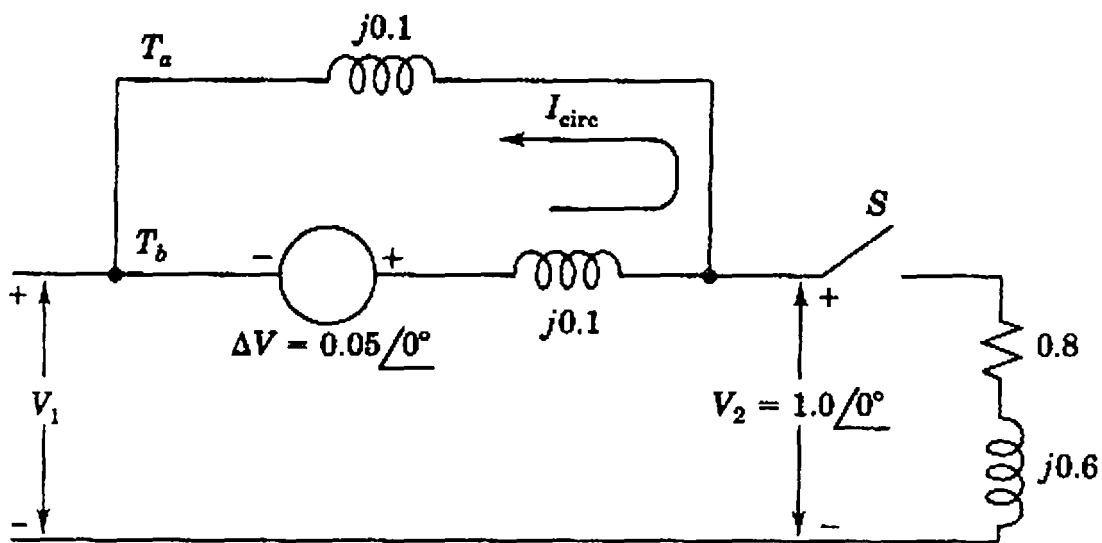 j0.1
T_a
I_circ
S
T_b
- +
+
j0.1
+
ΔV = 0.05/0°
0.8
V_1
V_2 = 1.0/0°
j0.6
-
-